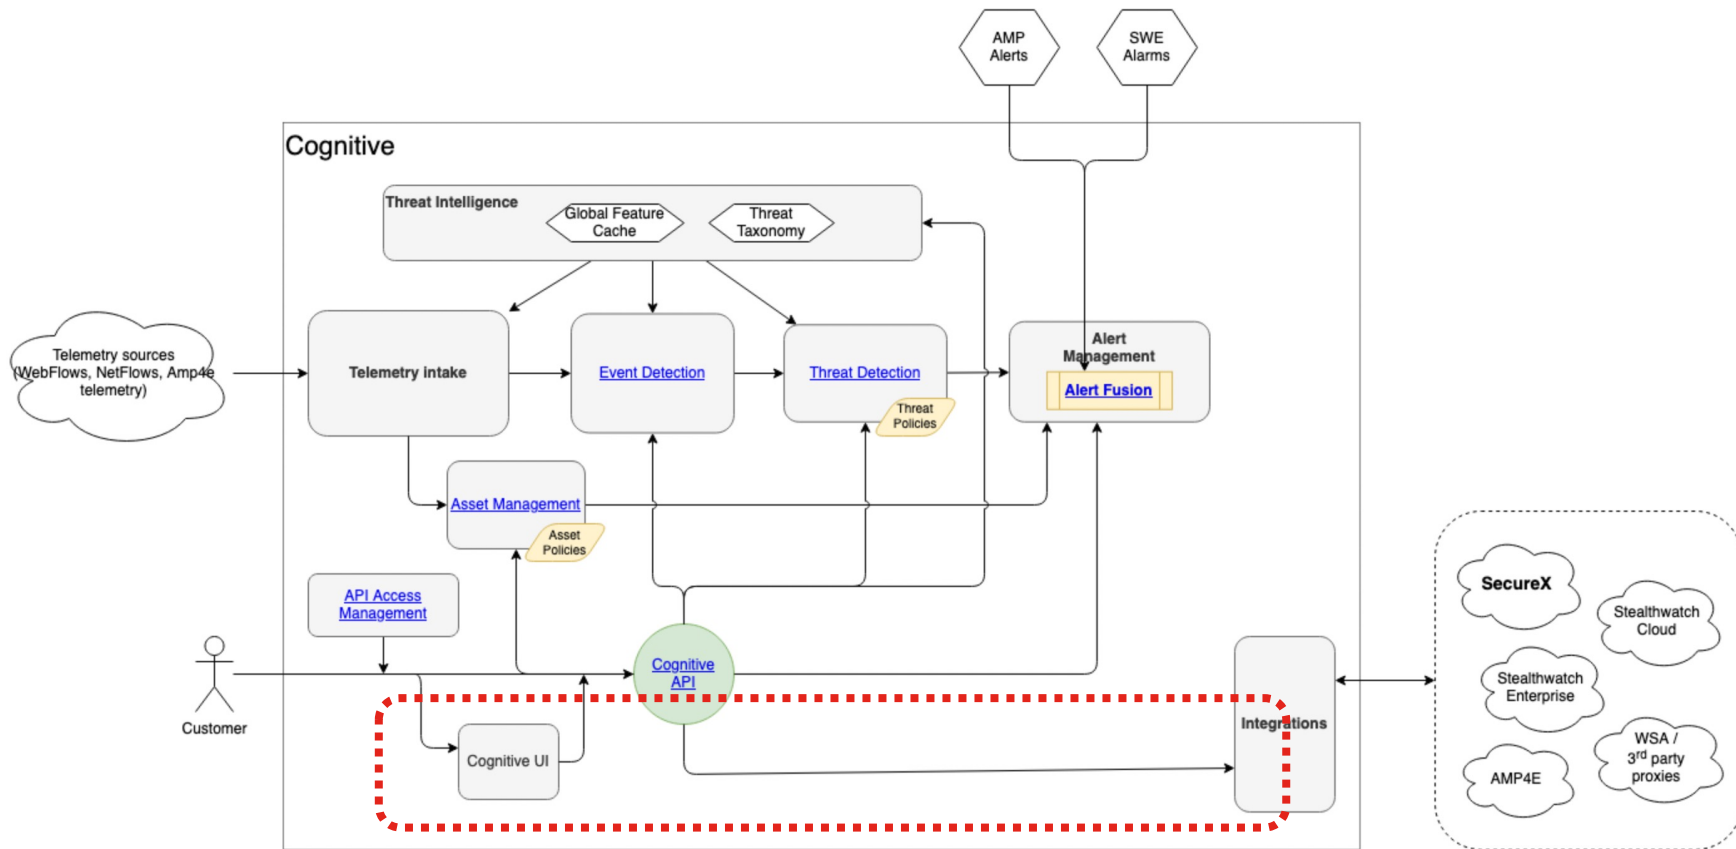 AMP
Alerts
SWE
Alarms
Cognitive
Threat Intelligence
Global Feature
Cache
Threat
Taxonomy
Telemetry sources
(WebFlows, NetFlows, Amp4e
telemetry)
Telemetry intake
Event Detection
Threat Detection
Threat
Policies
Alert
Management
Alert Fusion
Asset Management
Asset
Policies
API Access
Management
Customer
Cognitive
API
Cognitive UI
Integrations
SecureX
Stealthwatch
Cloud
Stealthwatch
Enterprise
WSA /
3rd party
proxies
AMP4E